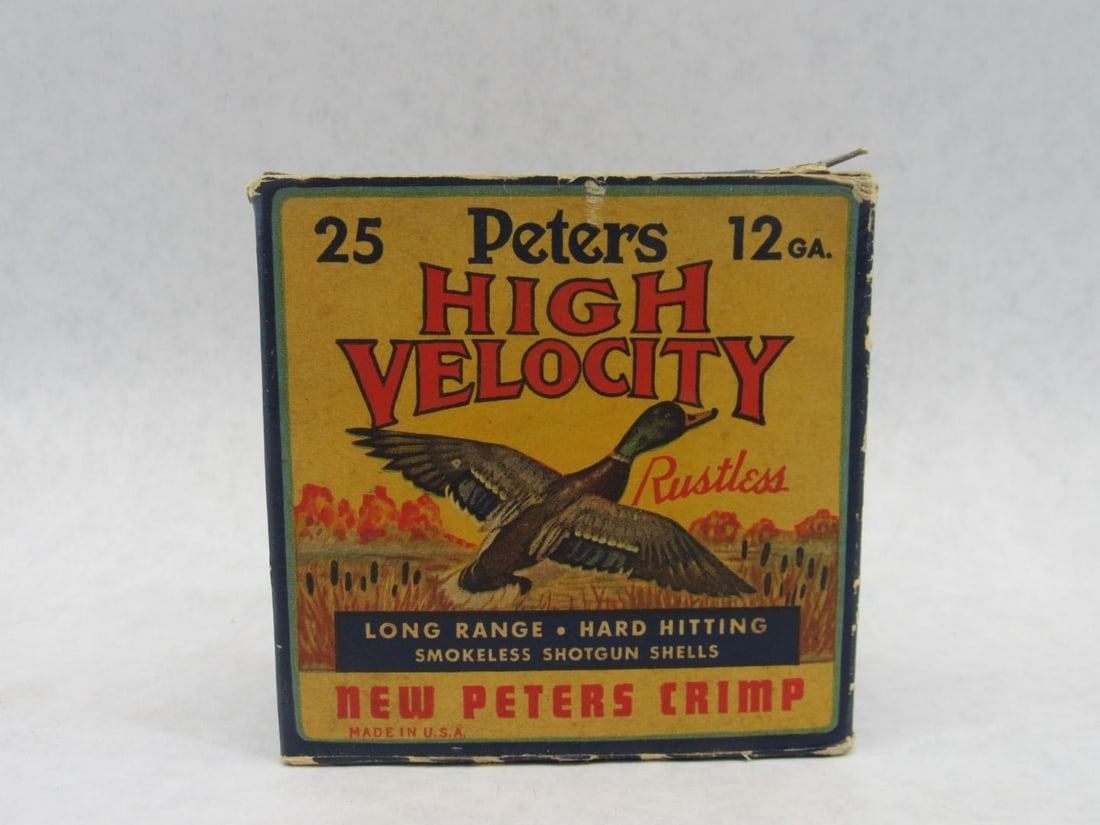 25 Peters 12 GA.
HIGH
VELOCITY
Rustless
LONG RANGE • HARD HITTING
SMOKELESS SHOTGUN SHELLS
NEW PETERS CRIMP
MADE IN U.S.A.